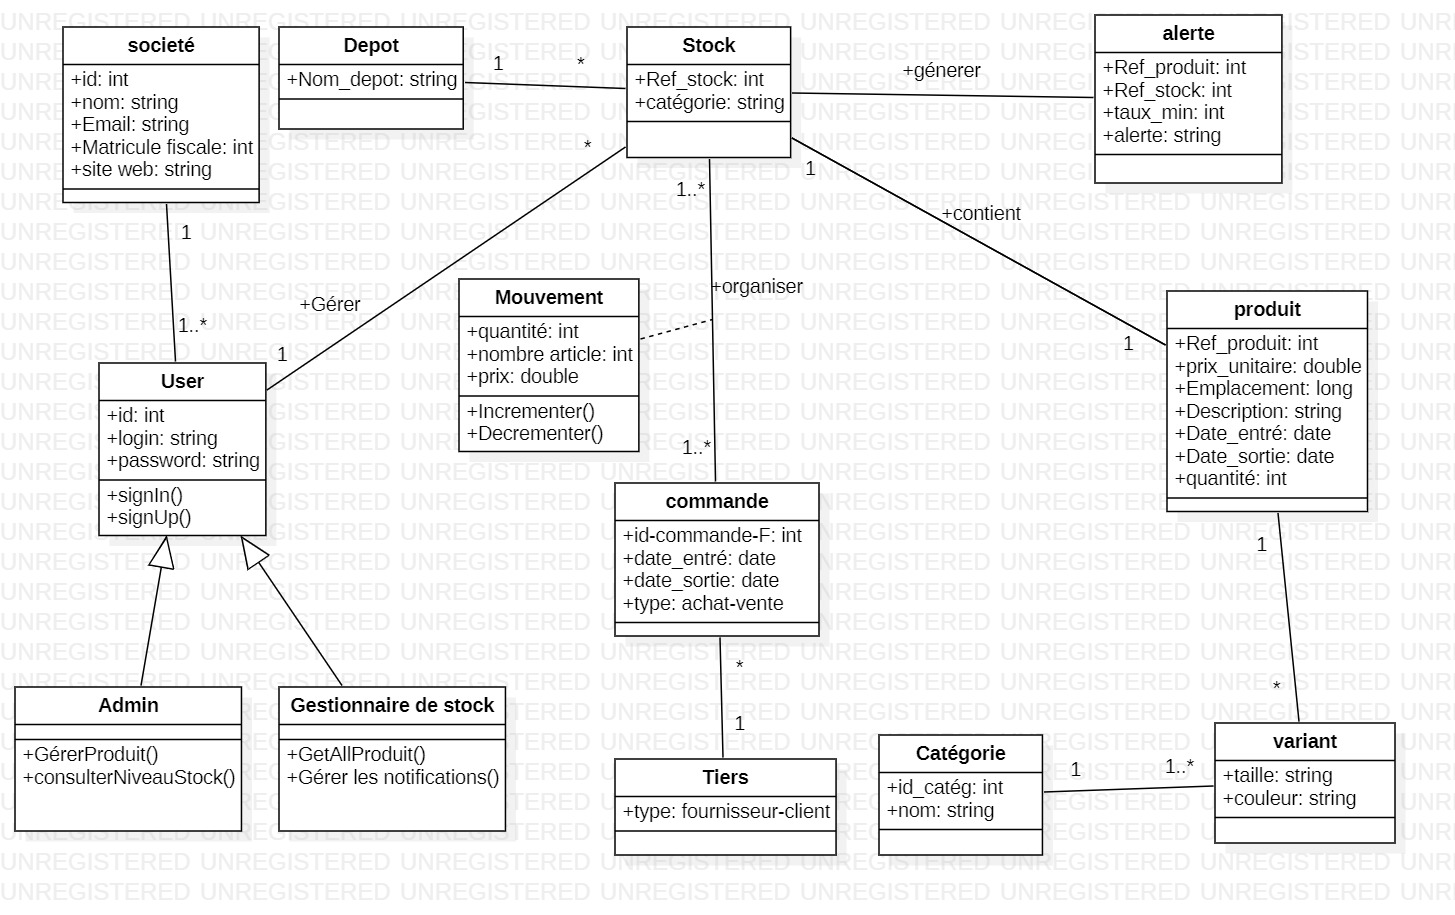 societé
+id: int
+nom: string
+Email: string
+Matricule fiscale: int
+site web: string
Depot
+Nom_depot: string
1
*
Stock
+Ref_stock: int
+catégorie: string
+génerer
alerte
+Ref_produit: int
+Ref_stock: int
+taux_min: int
+alerte: string
*
1..*
1
+contient
1
1
1..*
+Gérer
1
+organiser
Mouvement
+quantité: int
+nombre article: int
+prix: double
+Incrementer()
+Decrementer()
1..*
produit
+Ref_produit: int
+prix_unitaire: double
+Emplacement: long
+Description: string
+Date_entré: date
+Date_sortie: date
+quantité: int
User
+id: int
+login: string
+password: string
+signIn()
+signUp()
commande
+id-commande-F: int
+date_entré: date
+date_sortie: date
+type: achat-vente
1
*
*
1
Admin
+GérerProduit()
+consulterNiveauStock()
Gestionnaire de stock
+GetAllProduit()
+Gérer les notifications()
Tiers
+type: fournisseur-client
Catégorie
+id_catég: int
+nom: string
1
1..*
variant
+taille: string
+couleur: string
UNREGISTERED